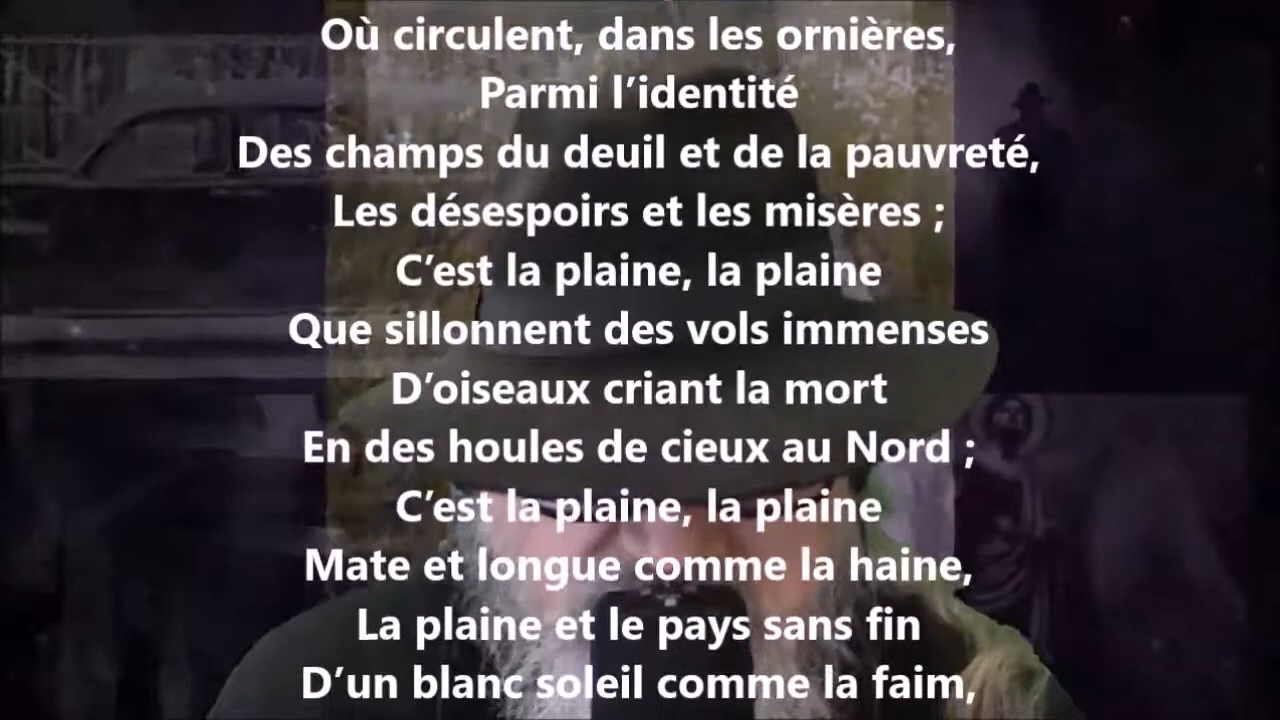 Où circulent, dans les ornières,
Parmi l’identité
Des champs du deuil et de la pauvreté,
Les désespoirs et les misères ;
C’est la plaine, la plaine
Que sillonnent des vols immenses
D’oiseaux criant la mort
En des houles de cieux au Nord ;
C’est la plaine, la plaine
Mate et longue comme la haine,
La plaine et le pays sans fin
D’un blanc soleil comme la faim,